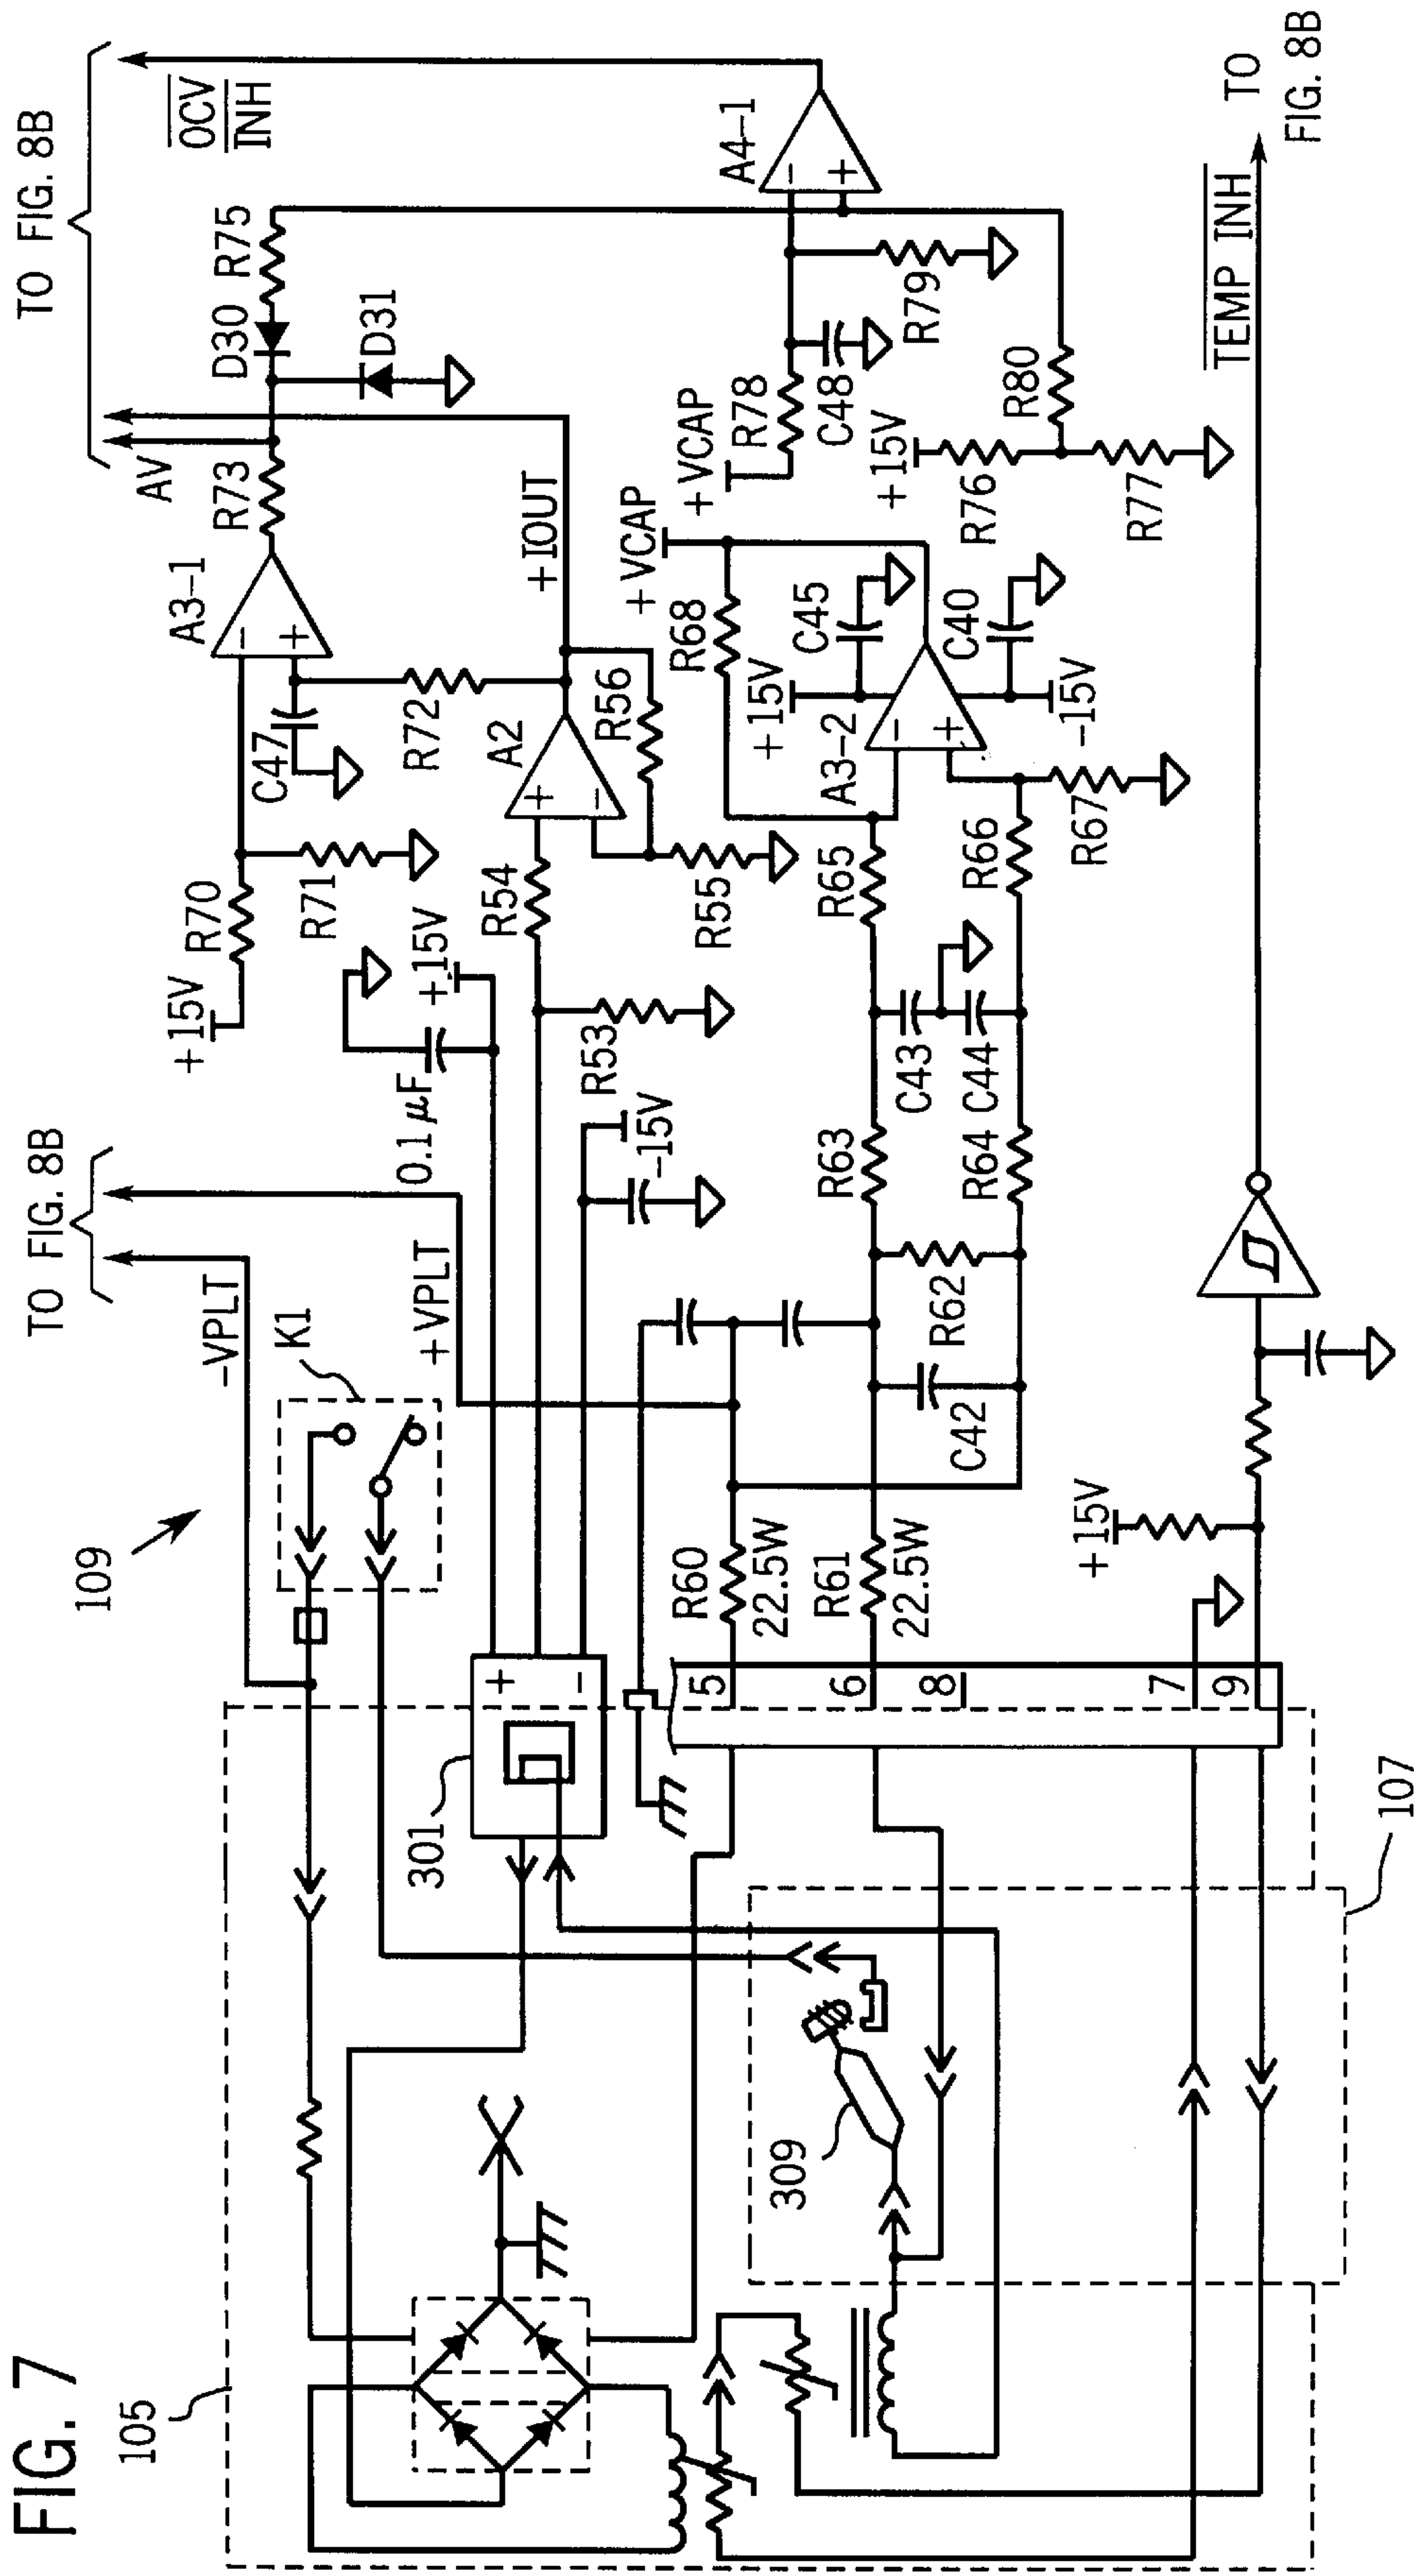 FIG. 7
105
109
TO FIG. 8B
-VPLT
K1
+VPLT
TO FIG. 8B
AV
OCV
INH
+15V
R70
R71
C47
A3-1
R73
D30
R75
D31
R72
+IOUT
0.1 µF
+15V
R54
A2
R56
R55
R53
-15V
301
+
−
+
−
−
+
R60
22.5W
R61
22.5W
5
6
8
7
9
C42
R62
R63
R64
C43
C44
R65
R66
R67
A3-2
−
+
+15V
-15V
C45
C40
R68
+VCAP
+VCAP
R78
C48
R79
A4-1
−
+
+15V
R76
R77
R80
309
107
+15V
TEMP INH
TO
FIG. 8B